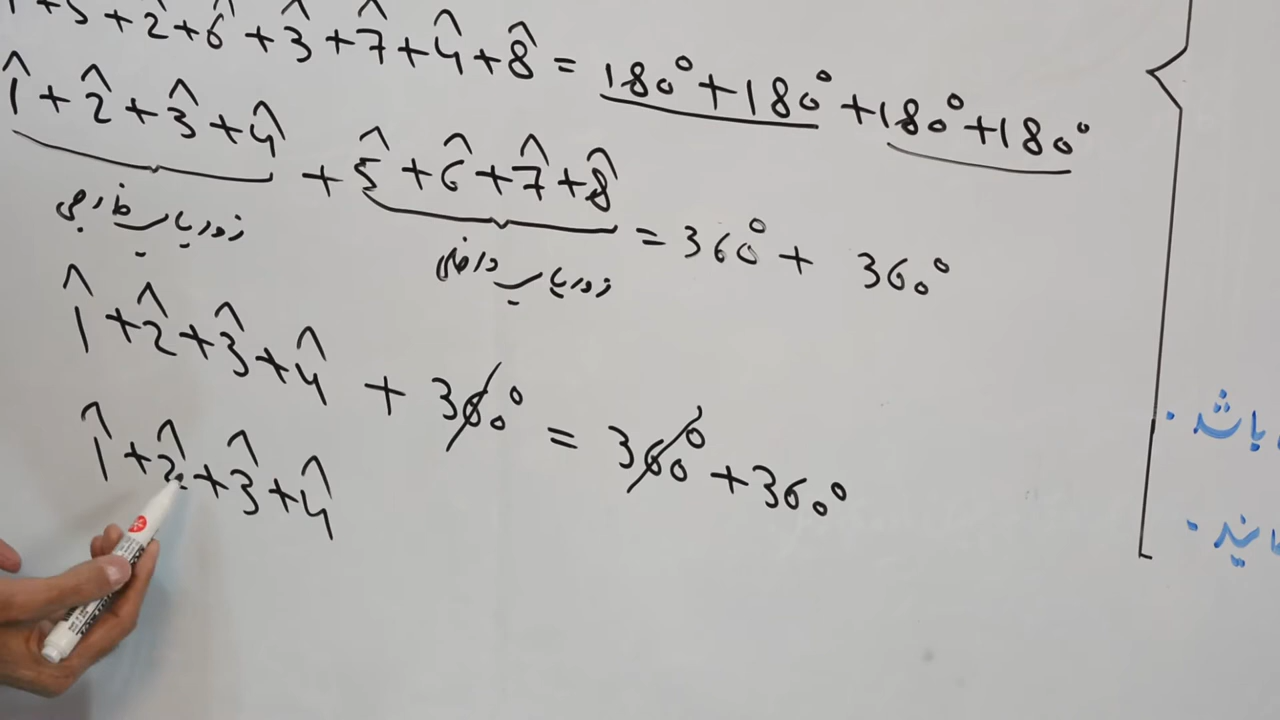 + 5̂ + 2̂ + 6̂ + 3̂ + 7̂ + 4̂ + 8̂ = 180° + 180° + 180° + 180°
1̂ + 2̂ + 3̂ + 4̂ + 5̂ + 6̂ + 7̂ + 8̂ = 360° + 360°
زوایای خارجی
زوایای داخلی
1̂ + 2̂ + 3̂ + 4̂ + 360° = 360° + 360°
1̂ + 2̂ + 3̂ + 4̂
باشد.